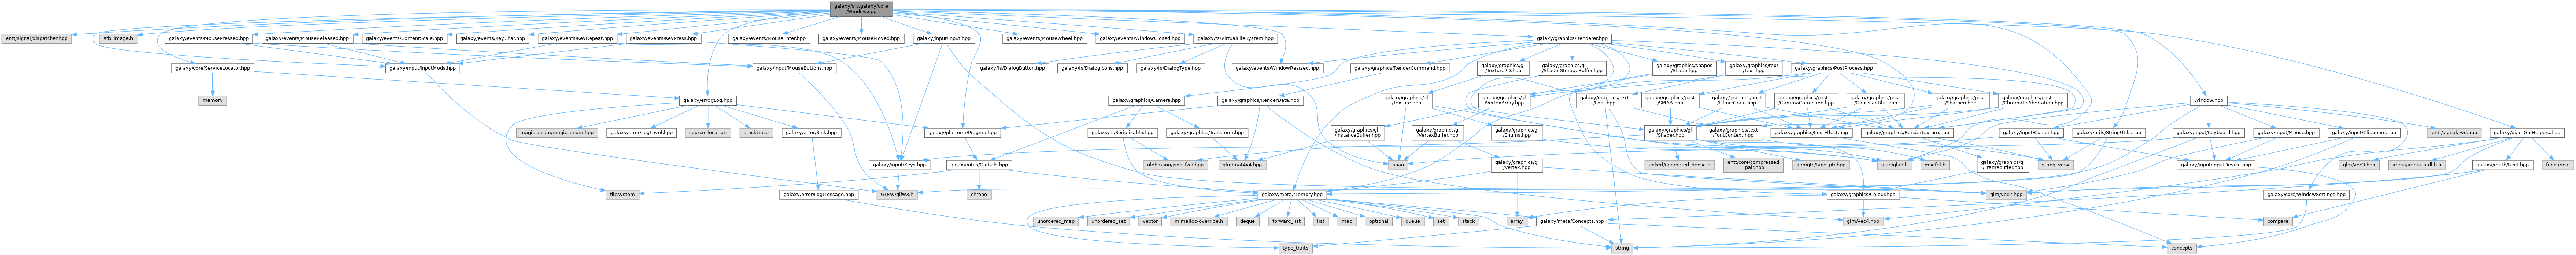 galaxy/src/galaxy/core
/Window.cpp
entt/signal/dispatcher.hpp
stb_image.h
galaxy/events/MousePressed.hpp
galaxy/events/MouseReleased.hpp
galaxy/events/ContentScale.hpp
galaxy/events/KeyChar.hpp
galaxy/events/KeyRepeat.hpp
galaxy/events/KeyPress.hpp
galaxy/events/MouseEnter.hpp
galaxy/events/MouseMoved.hpp
galaxy/input/Input.hpp
galaxy/events/MouseWheel.hpp
galaxy/events/WindowClosed.hpp
galaxy/fs/VirtualFileSystem.hpp
galaxy/graphics/Renderer.hpp
galaxy/core/ServiceLocator.hpp
galaxy/input/InputMods.hpp
galaxy/input/MouseButtons.hpp
galaxy/fs/DialogButton.hpp
galaxy/fs/DialogIcons.hpp
galaxy/fs/DialogType.hpp
galaxy/events/WindowResized.hpp
galaxy/graphics/RenderCommand.hpp
galaxy/graphics/gl
/Texture2D.hpp
galaxy/graphics/gl
/ShaderStorageBuffer.hpp
galaxy/graphics/shapes
/Shape.hpp
galaxy/graphics/text
/Text.hpp
galaxy/graphics/PostProcess.hpp
memory
galaxy/error/Log.hpp
galaxy/graphics/Camera.hpp
galaxy/graphics/RenderData.hpp
galaxy/graphics/gl
/Texture.hpp
galaxy/graphics/gl
/VertexArray.hpp
galaxy/graphics/text
/Font.hpp
galaxy/graphics/post
/SMAA.hpp
galaxy/graphics/post
/FilmicGrain.hpp
galaxy/graphics/post
/GammaCorrection.hpp
galaxy/graphics/post
/GaussianBlur.hpp
galaxy/graphics/post
/Sharpen.hpp
galaxy/graphics/post
/ChromaticAberration.hpp
Window.hpp
magic_enum/magic_enum.hpp
galaxy/error/LogLevel.hpp
source_location
stacktrace
galaxy/error/Sink.hpp
galaxy/platform/Pragma.hpp
galaxy/fs/Serializable.hpp
galaxy/graphics/Transform.hpp
galaxy/graphics/gl
/InstanceBuffer.hpp
galaxy/graphics/gl
/VertexBuffer.hpp
galaxy/graphics/gl
/Enums.hpp
galaxy/graphics/gl
/Shader.hpp
galaxy/graphics/text
/FontContext.hpp
galaxy/graphics/PostEffect.hpp
galaxy/graphics/RenderTexture.hpp
galaxy/input/Cursor.hpp
galaxy/utils/StringUtils.hpp
galaxy/input/Keyboard.hpp
galaxy/input/Mouse.hpp
galaxy/input/Clipboard.hpp
entt/signal/fwd.hpp
galaxy/ui/ImGuiHelpers.hpp
galaxy/input/Keys.hpp
galaxy/utils/Globals.hpp
nlohmann/json_fwd.hpp
glm/mat4x4.hpp
span
galaxy/graphics/gl
/Vertex.hpp
ankerl/unordered_dense.h
entt/core/compressed
_pair.hpp
glm/gtc/type_ptr.hpp
glad/glad.h
msdfgl.h
galaxy/graphics/gl
/Framebuffer.hpp
string_view
galaxy/input/InputDevice.hpp
glm/vec3.hpp
imgui/imgui_stdlib.h
galaxy/math/Rect.hpp
functional
filesystem
galaxy/error/LogMessage.hpp
GLFW/glfw3.h
chrono
galaxy/meta/Memory.hpp
galaxy/graphics/Colour.hpp
glm/vec2.hpp
galaxy/core/WindowSettings.hpp
unordered_map
unordered_set
vector
mimalloc-override.h
deque
forward_list
list
map
optional
queue
set
stack
array
galaxy/meta/Concepts.hpp
glm/vec4.hpp
compare
type_traits
string
concepts